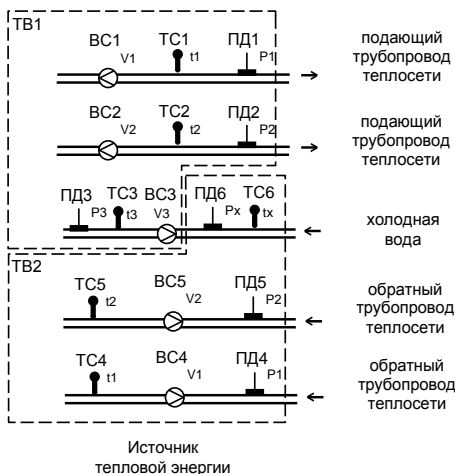 ТВ1
ВС1 ТС1 ПД1 подающий
V1 t1 P1 трубопровод
теплосети
ВС2 ТС2 ПД2 подающий
V2 t2 P2 трубопровод
теплосети
ПД3 ТС3 ВС3 ПД6 ТС6 холодная
P3 t3 V3 Px tx вода
ТВ2
ТС5 ВС5 ПД5 обратный
t2 V2 P2 трубопровод
теплосети
ТС4 ВС4 ПД4 обратный
t1 V1 P1 трубопровод
теплосети
Источник
тепловой энергии